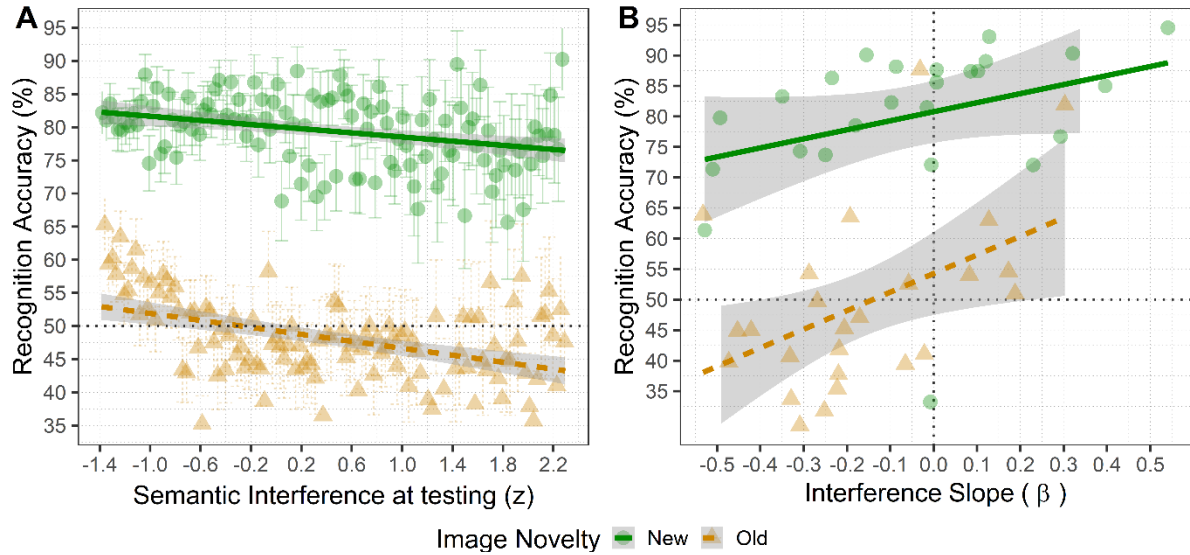 A
Recognition Accuracy (%)
95
90
85
80
75
70
65
60
55
50
45
40
35
-1.4 -1.0 -0.6 -0.2 0.2 0.6 1.0 1.4 1.8 2.2
Semantic Interference at testing (z)
B
Recognition Accuracy (%)
95
90
85
80
75
70
65
60
55
50
45
40
35
-0.5 -0.4 -0.3 -0.2 -0.1 0.0 0.1 0.2 0.3 0.4 0.5
Interference Slope ( β )
Image Novelty New Old